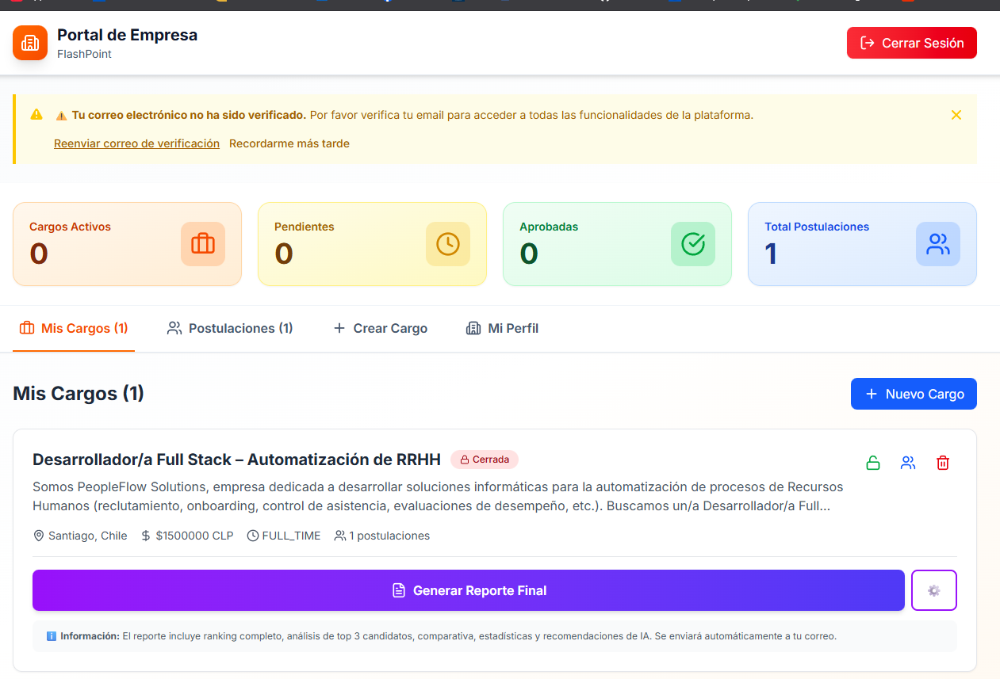 Portal de Empresa
FlashPoint
Cerrar Sesión
Tu correo electrónico no ha sido verificado. Por favor verifica tu email para acceder a todas las funcionalidades de la plataforma.
Reenviar correo de verificación Recordarme más tarde
Cargos Activos
0
Pendientes
0
Aprobadas
0
Total Postulaciones
1
Mis Cargos (1) Postulaciones (1) Crear Cargo Mi Perfil
Mis Cargos (1)
Nuevo Cargo
Desarrollador/a Full Stack – Automatización de RRHH Cerrada
Somos PeopleFlow Solutions, empresa dedicada a desarrollar soluciones informáticas para la automatización de procesos de Recursos
Humanos (reclutamiento, onboarding, control de asistencia, evaluaciones de desempeño, etc.). Buscamos un/a Desarrollador/a Full...
Santiago, Chile $1500000 CLP FULL_TIME 1 postulaciones
Generar Reporte Final
Información: El reporte incluye ranking completo, análisis de top 3 candidatos, comparativa, estadísticas y recomendaciones de IA. Se enviará automáticamente a tu correo.